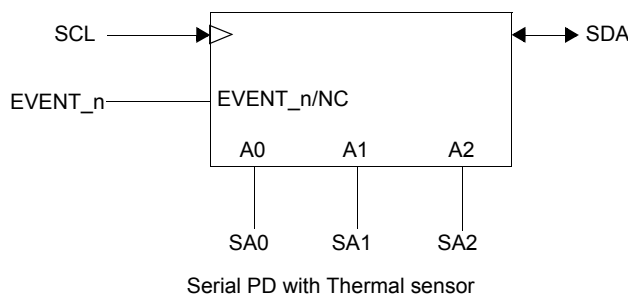 SCL
SDA
EVENT_n
EVENT_n/NC
A0 A1 A2
SA0 SA1 SA2
Serial PD with Thermal sensor